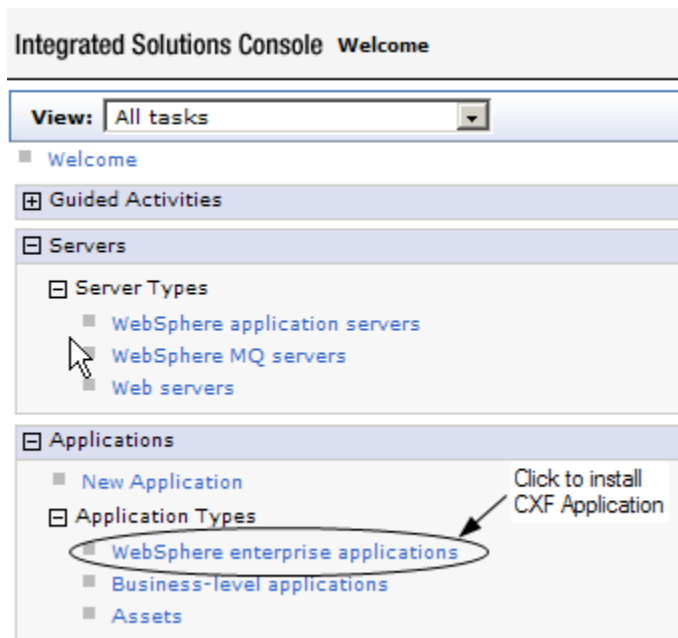 Integrated Solutions Console Welcome
View: All tasks
Welcome
Guided Activities
Servers
Server Types
WebSphere application servers
WebSphere MQ servers
Web servers
Applications
New Application
Click to install
CXF Application
Application Types
WebSphere enterprise applications
Business-level applications
Assets